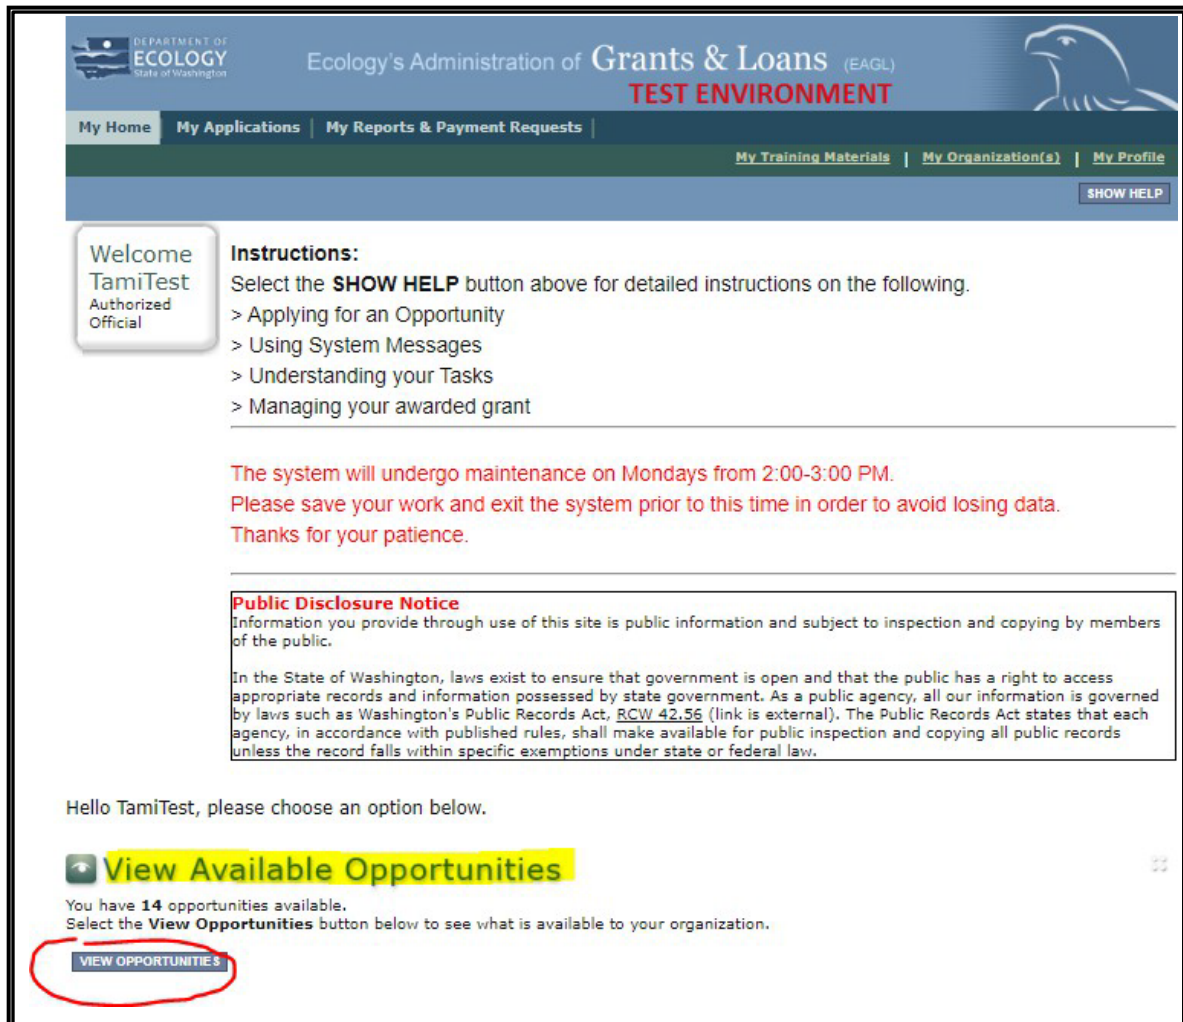 DEPARTMENT OF
ECOLOGY
State of Washington
Ecology's Administration of Grants & Loans (EAGL)
TEST ENVIRONMENT
My Home | My Applications | My Reports & Payment Requests |
My Training Materials | My Organization(s) | My Profile
SHOW HELP
Welcome
TamiTest
Authorized
Official
Instructions:
Select the SHOW HELP button above for detailed instructions on the following.
> Applying for an Opportunity
> Using System Messages
> Understanding your Tasks
> Managing your awarded grant
The system will undergo maintenance on Mondays from 2:00-3:00 PM.
Please save your work and exit the system prior to this time in order to avoid losing data.
Thanks for your patience.
Public Disclosure Notice
Information you provide through use of this site is public information and subject to inspection and copying by members
of the public.
In the State of Washington, laws exist to ensure that government is open and that the public has a right to access
appropriate records and information possessed by state government. As a public agency, all our information is governed
by laws such as Washington's Public Records Act, RCW 42.56 (link is external). The Public Records Act states that each
agency, in accordance with published rules, shall make available for public inspection and copying all public records
unless the record falls within specific exemptions under state or federal law.
Hello TamiTest, please choose an option below.
View Available Opportunities
You have 14 opportunities available.
Select the View Opportunities button below to see what is available to your organization.
VIEW OPPORTUNITIES